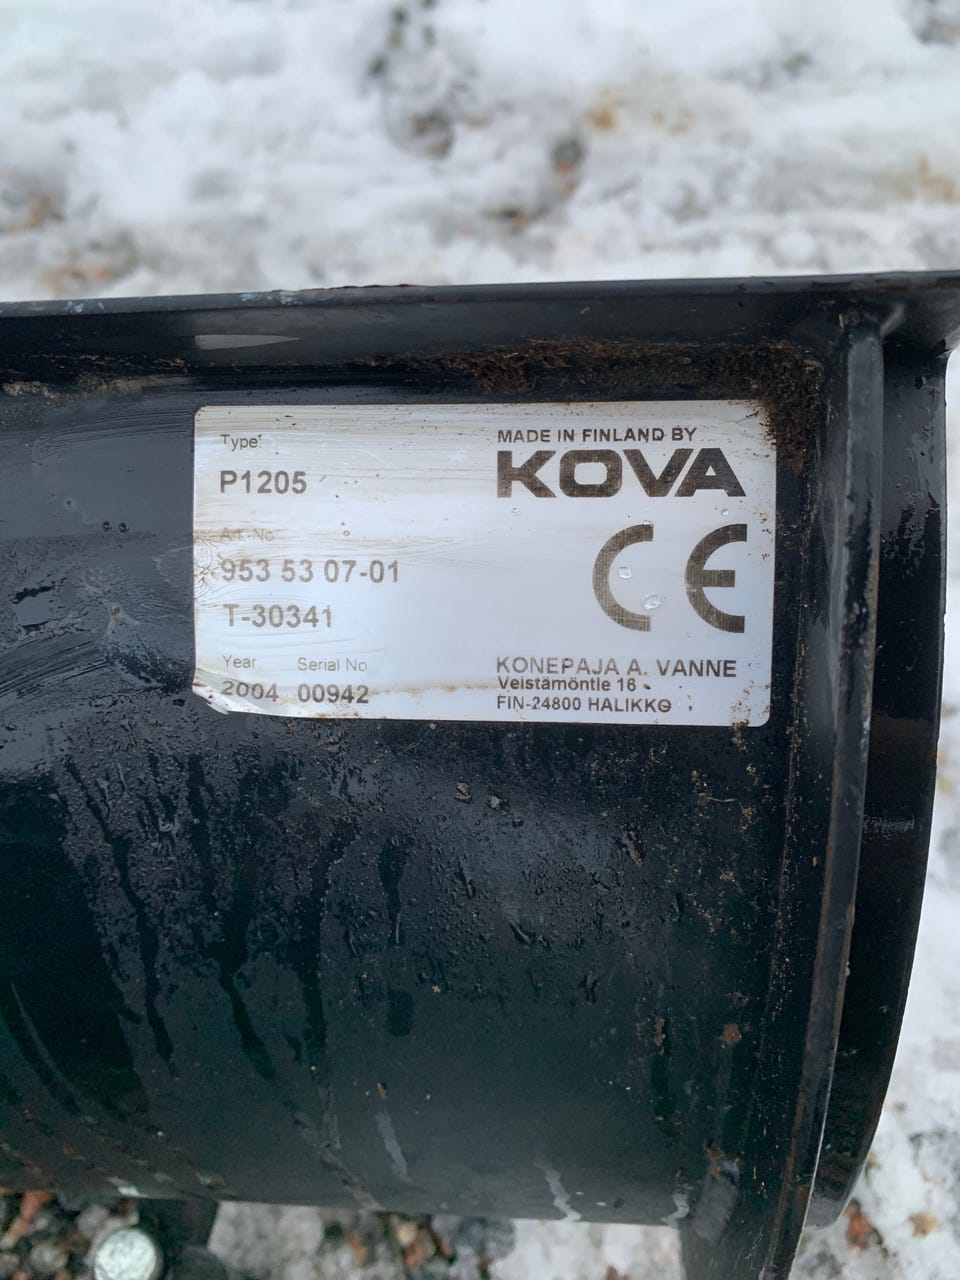 Type:
P1205
Art-No
953 53 07-01
T-30341
Year Serial No
2004 00942
MADE IN FINLAND BY
KOVA
CE
KONEPAJA A. VANNE
Veistämöntie 16
FIN-24800 HALIKKO